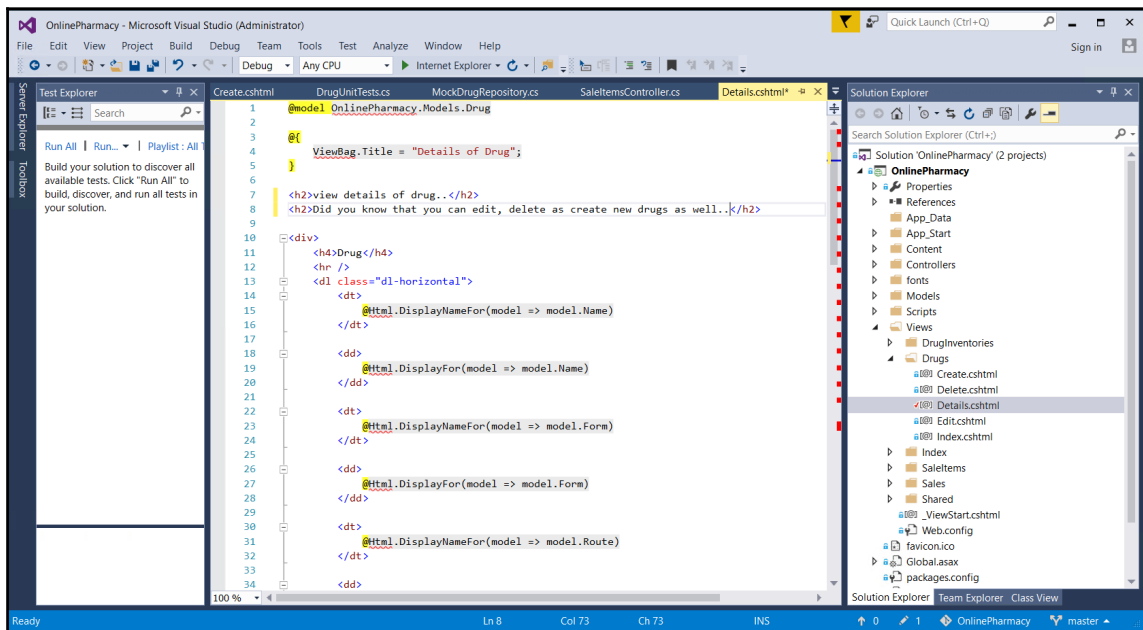 OnlinePharmacy - Microsoft Visual Studio (Administrator)
Quick Launch (Ctrl+Q)
File Edit View Project Build Debug Team Tools Test Analyze Window Help
Sign in
Debug Any CPU Internet Explorer
Server Explorer
Toolbox
Test Explorer
Search
Run All | Run... | Playlist : All T
Build your solution to discover all
available tests. Click "Run All" to
build, discover, and run all tests in
your solution.
Create.cshtml DrugUnitTests.cs MockDrugRepository.cs SaleItemsController.cs Details.cshtml*
1 @model OnlinePharmacy.Models.Drug
2
3 @{
4 ViewBag.Title = "Details of Drug";
5 }
6
7 <h2>view details of drug..</h2>
8 <h2>Did you know that you can edit, delete as create new drugs as well..</h2>
9
10 <div>
11 <h4>Drug</h4>
12 <hr />
13 <dl class="dl-horizontal">
14 <dt>
15 @Html.DisplayNameFor(model => model.Name)
16 </dt>
17
18 <dd>
19 @Html.DisplayFor(model => model.Name)
20 </dd>
21
22 <dt>
23 @Html.DisplayNameFor(model => model.Form)
24 </dt>
25
26 <dd>
27 @Html.DisplayFor(model => model.Form)
28 </dd>
29
30 <dt>
31 @Html.DisplayNameFor(model => model.Route)
32 </dt>
33
34 <dd>
100 %
Solution Explorer
Search Solution Explorer (Ctrl+;)
Solution 'OnlinePharmacy' (2 projects)
OnlinePharmacy
Properties
References
App_Data
App_Start
Content
Controllers
fonts
Models
Scripts
Views
DrugInventories
Drugs
Create.cshtml
Delete.cshtml
Details.cshtml
Edit.cshtml
Index.cshtml
Index
SaleItems
Sales
Shared
_ViewStart.cshtml
Web.config
favicon.ico
Global.asax
packages.config
Solution Explorer Team Explorer Class View
Ready Ln 8 Col 73 Ch 73 INS 0 1 OnlinePharmacy master